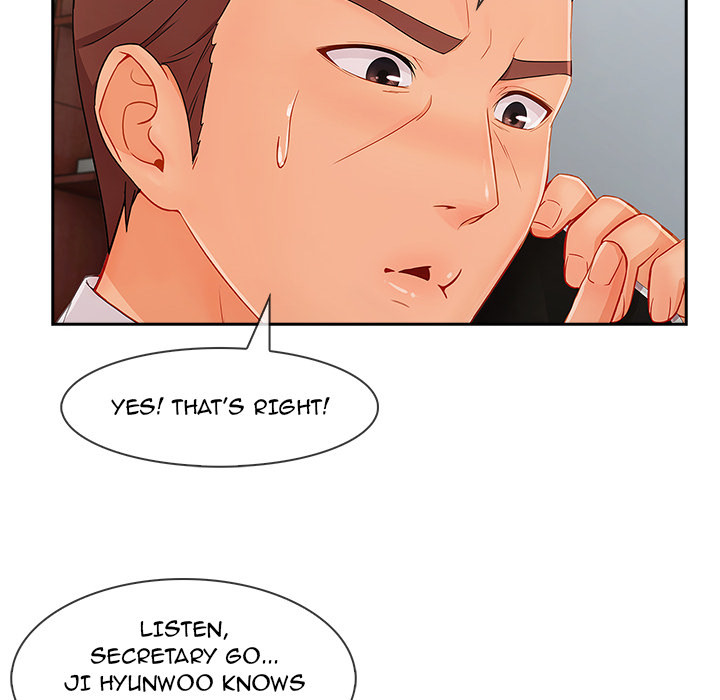 YES! THAT'S RIGHT!
LISTEN,
SECRETARY GO...
JI HYUNWOO KNOWS